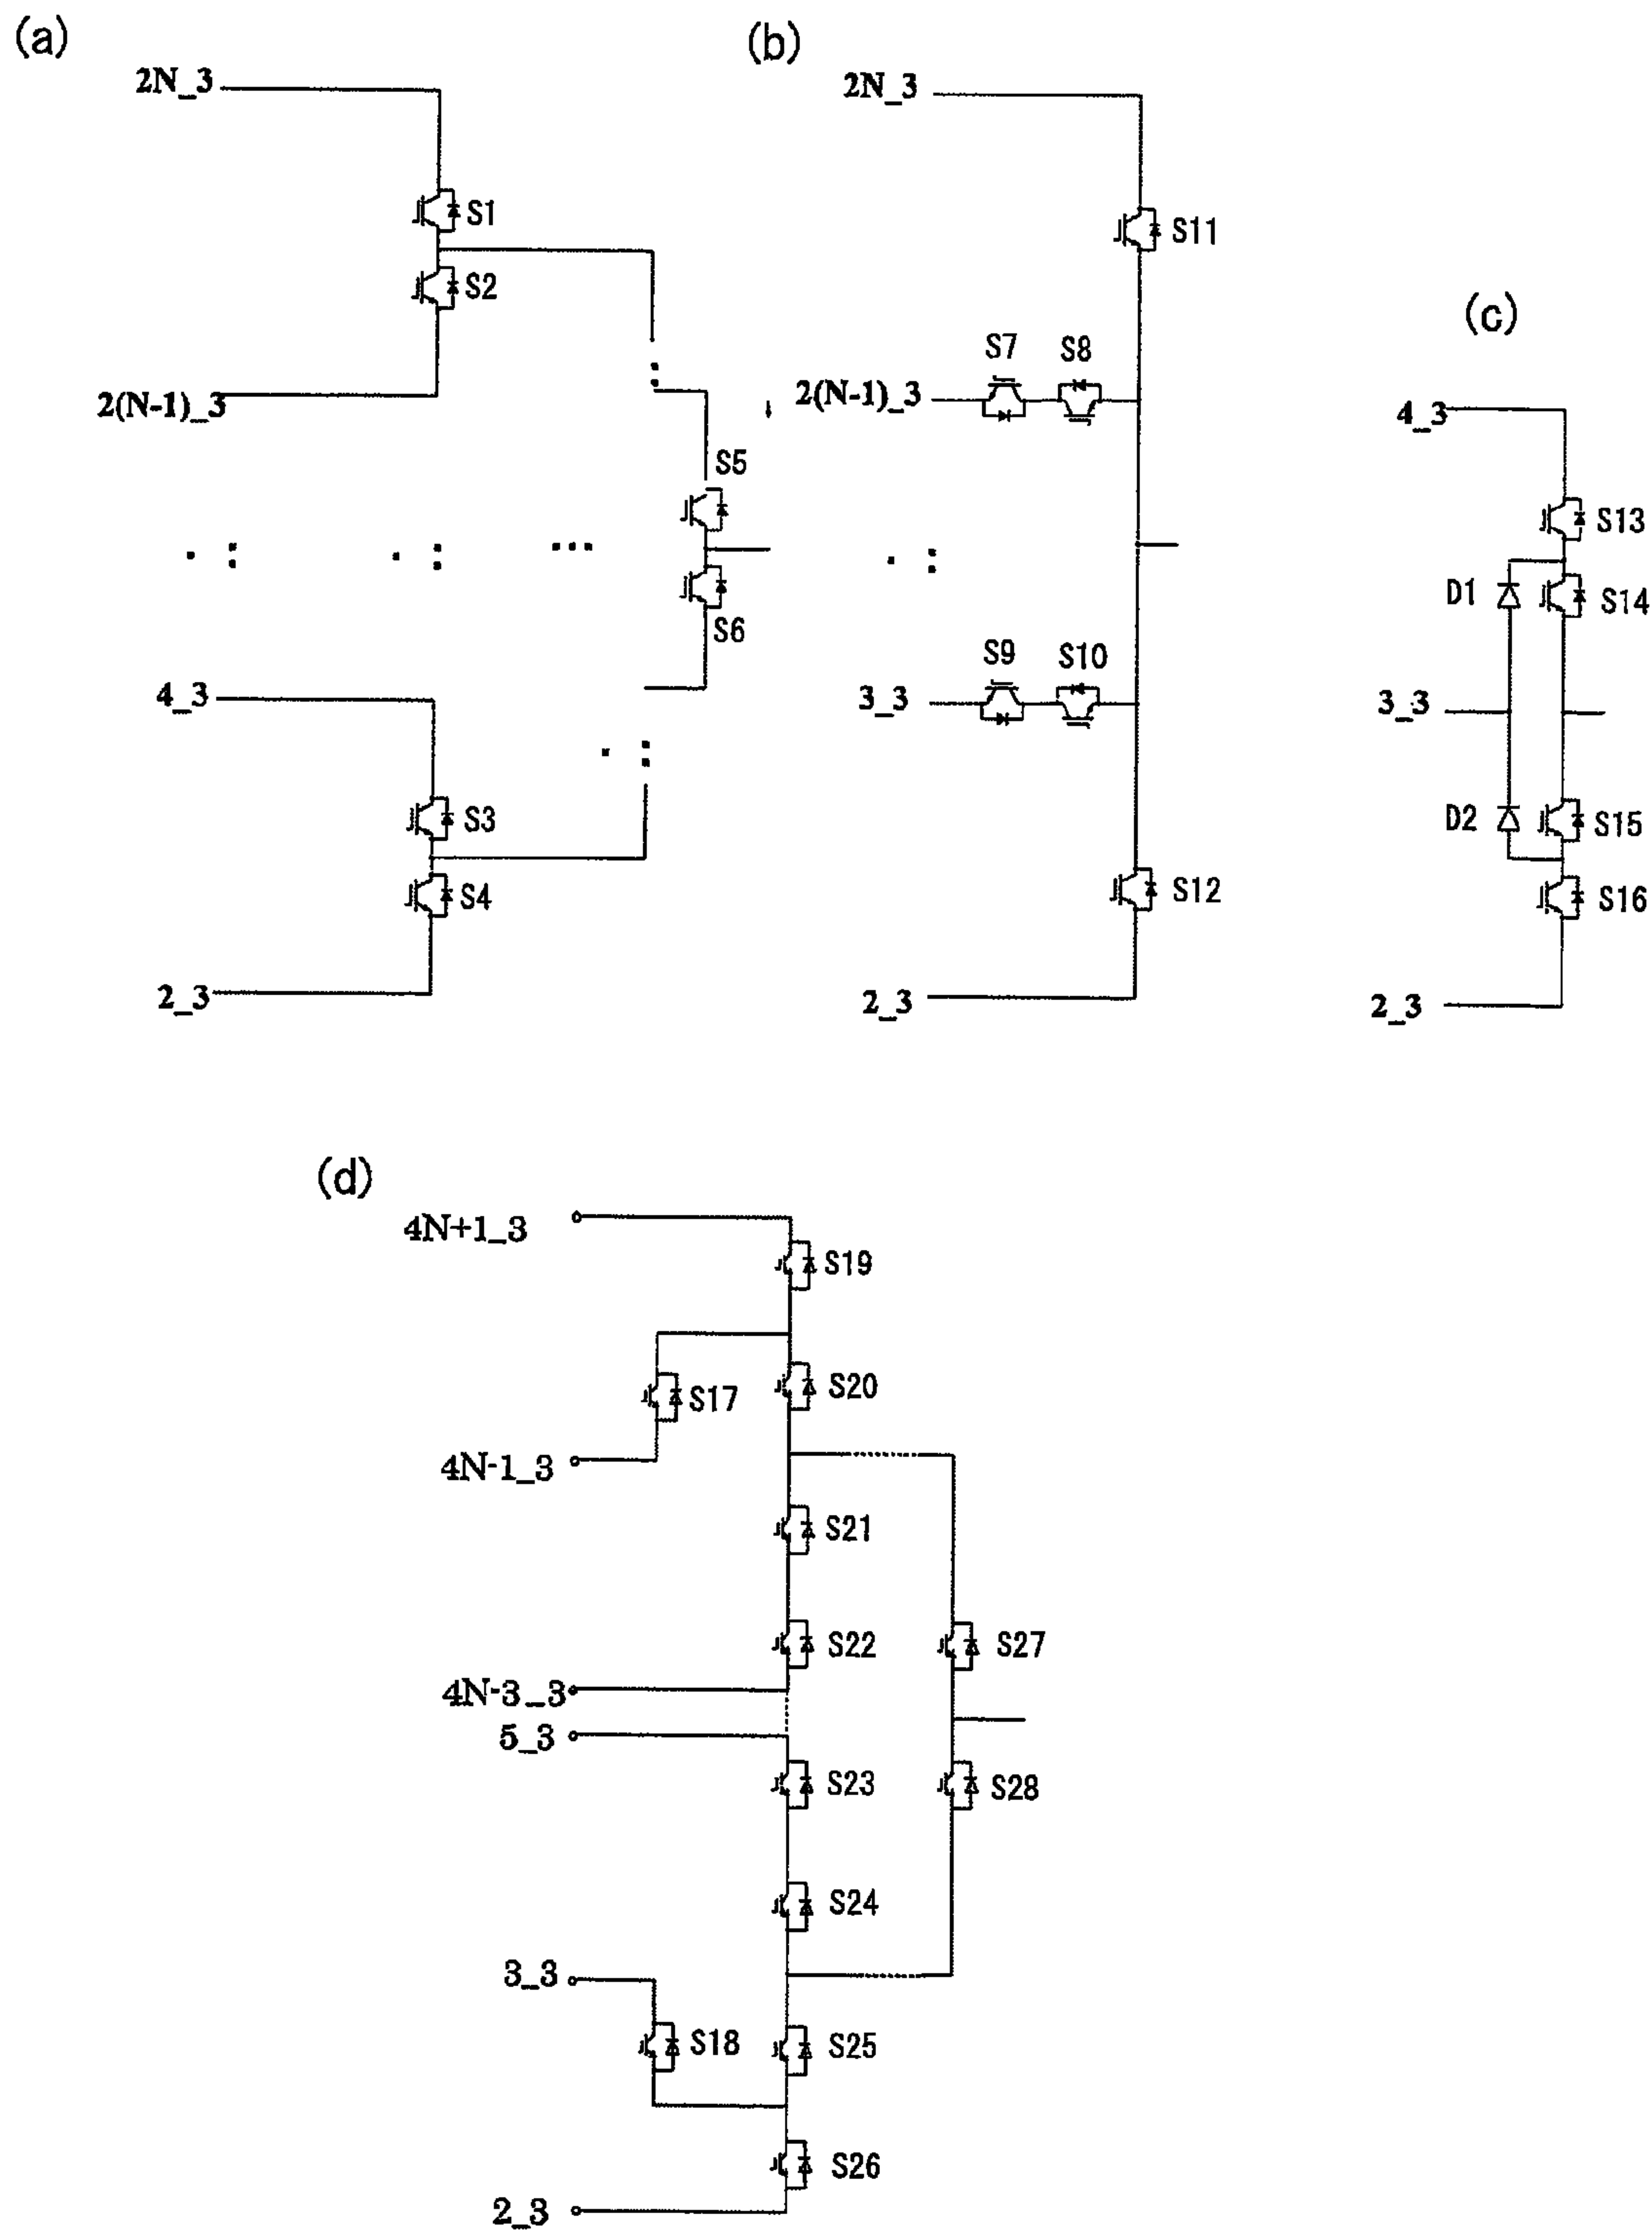 (a)
2N_3
S1
S2
2(N-1)_3
S5
S6
4_3
S3
S4
2_3
(b)
2N_3
S11
S7 S8
2(N-1)_3
S9 S10
3_3
S12
2_3
(c)
4_3
S13
D1 S14
3_3
D2 S15
S16
2_3
(d)
4N+1_3
S19
S17 S20
4N-1_3
S21
S22 S27
4N-3_3
5_3
S23 S28
S24
3_3
S18 S25
S26
2_3